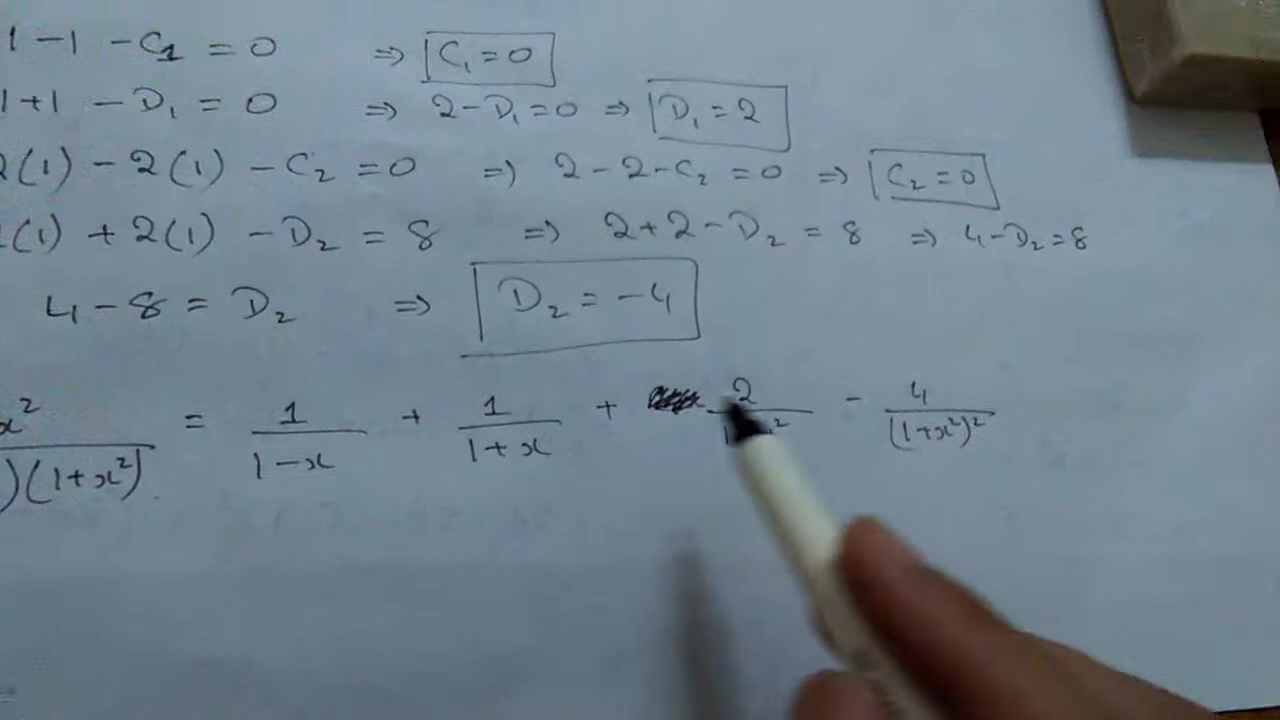 1 - 1 - C₁ = 0 ⇒ C₁ = 0
1 + 1 - D₁ = 0 ⇒ 2 - D₁ = 0 ⇒ D₁ = 2
2(1) - 2(1) - C₂ = 0 ⇒ 2 - 2 - C₂ = 0 ⇒ C₂ = 0
(1) + 2(1) - D₂ = 8 ⇒ 2 + 2 - D₂ = 8 ⇒ 4 - D₂ = 8
4 - 8 = D₂ ⇒ D₂ = -4
x² / )(1+x²) = 1/(1-x) + 1/(1+x) + 2/(1 ²) - 4/(1+x²)²